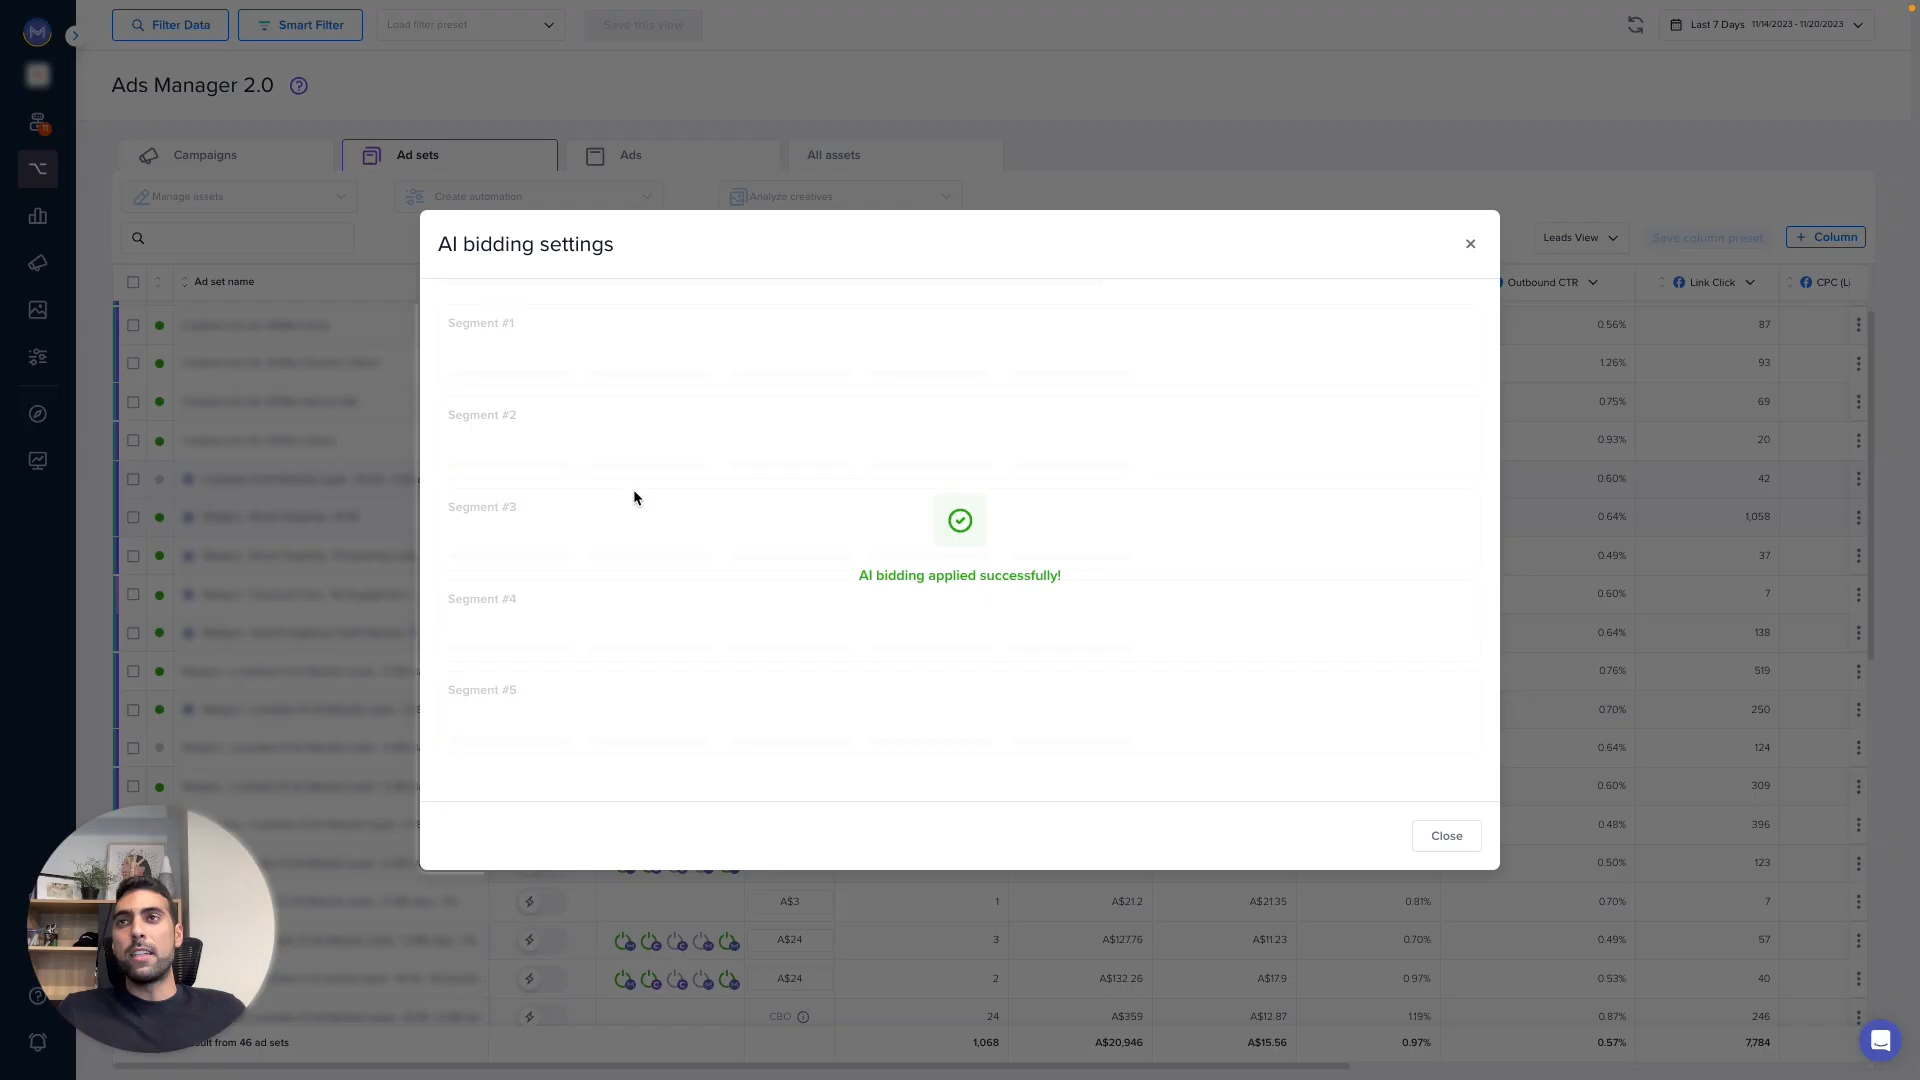 Filter Data
Smart Filter
Load filter preset
Save this view
Last 7 Days 11/14/2023 - 11/20/2023
11
Ads Manager 2.0
Campaigns
Ad sets
Ads
All assets
Manage assets
Create automation
Analyze creatives
Leads View
Save column preset
+ Column
Ad set name
Outbound CTR
Link Click
CPC (Li
AI bidding settings
Segment #1
Segment #2
Segment #3
AI bidding applied successfully!
Segment #4
Segment #5
Close
0.56% 87
1.26% 93
0.75% 69
0.93% 20
0.60% 42
0.64% 1,058
0.49% 37
0.60% 7
0.64% 138
0.76% 519
0.70% 250
0.64% 124
0.60% 309
0.48% 396
0.50% 123
A$3 1 A$21.2 A$21.35 0.81% 0.70% 7
A$24 3 A$127.76 A$11.23 0.70% 0.49% 57
A$24 2 A$132.26 A$17.9 0.97% 0.53% 40
CBO 24 A$359 A$12.87 1.19% 0.87% 246
from 46 ad sets 1,068 A$20,946 A$15.56 0.97% 0.57% 7,784